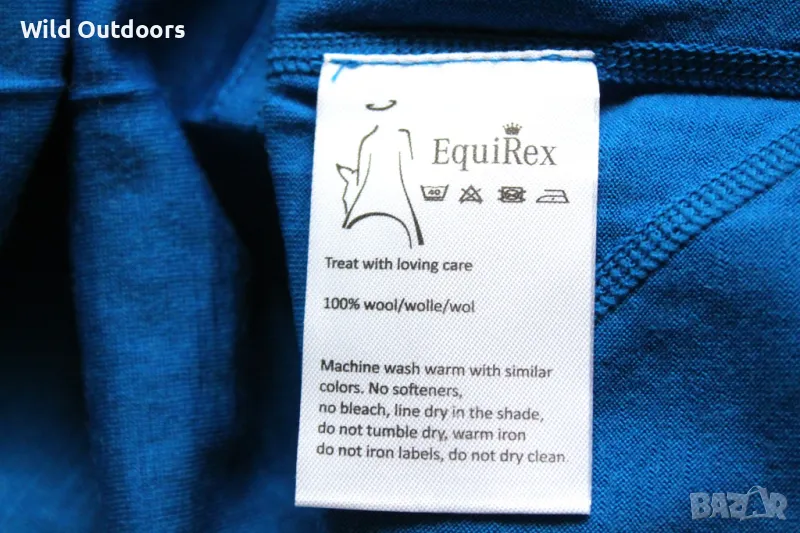 Wild Outdoors
EquiRex
40
Treat with loving care
100% wool/wolle/wol
Machine wash warm with similar
colors. No softeners,
no bleach, line dry in the shade,
do not tumble dry, warm iron
do not iron labels, do not dry clean.
BAZAR